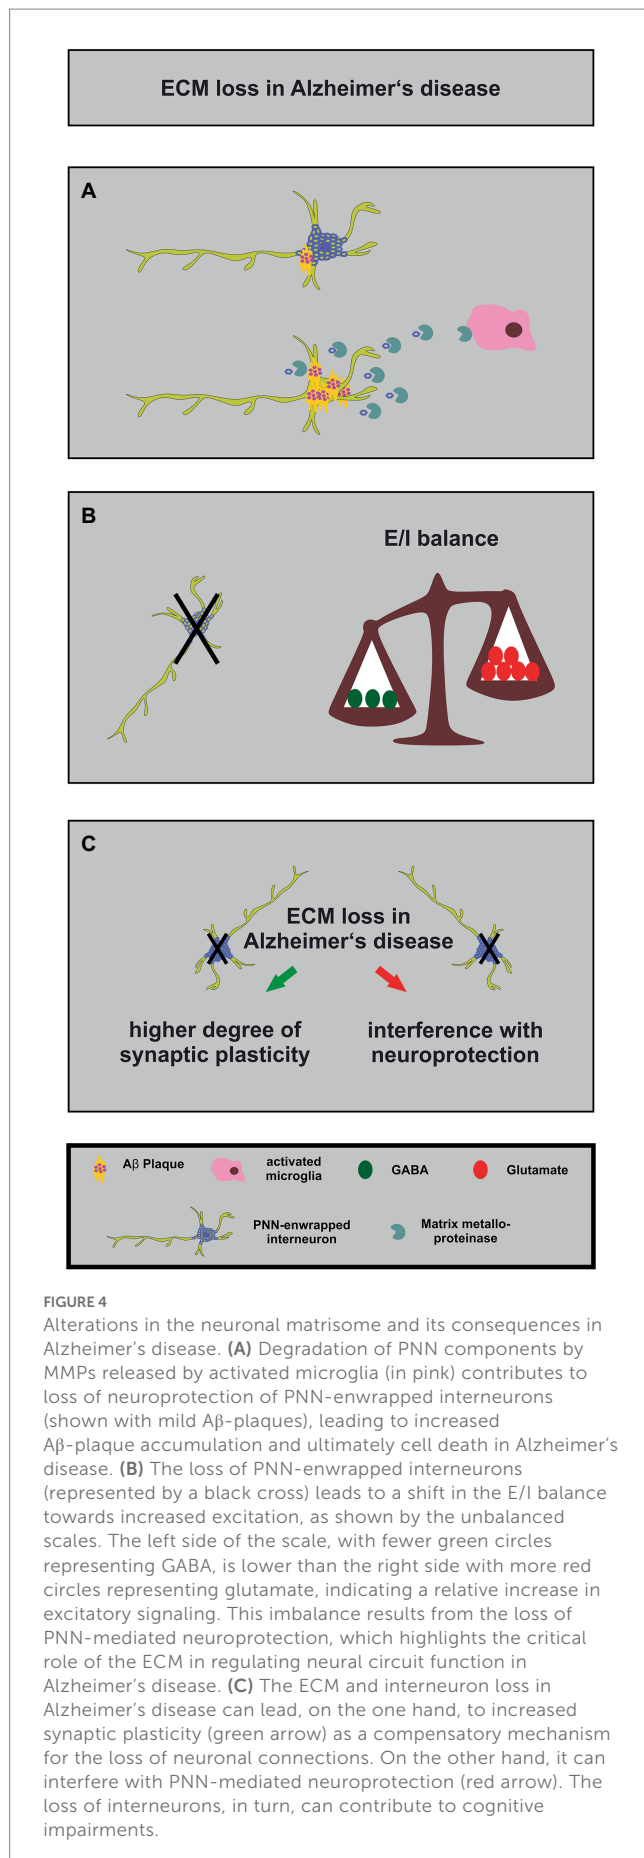 ECM loss in Alzheimer‘s disease
A
B
E/I balance
C
ECM loss in
Alzheimer‘s disease
higher degree of
synaptic plasticity
interference with
neuroprotection
Aβ Plaque
activated
microglia
GABA
Glutamate
PNN-enwrapped
interneuron
Matrix metallo-
proteinase
FIGURE 4
Alterations in the neuronal matrisome and its consequences in
Alzheimer’s disease. (A) Degradation of PNN components by
MMPs released by activated microglia (in pink) contributes to
loss of neuroprotection of PNN-enwrapped interneurons
(shown with mild Aβ-plaques), leading to increased
Aβ-plaque accumulation and ultimately cell death in Alzheimer’s
disease. (B) The loss of PNN-enwrapped interneurons
(represented by a black cross) leads to a shift in the E/I balance
towards increased excitation, as shown by the unbalanced
scales. The left side of the scale, with fewer green circles
representing GABA, is lower than the right side with more red
circles representing glutamate, indicating a relative increase in
excitatory signaling. This imbalance results from the loss of
PNN-mediated neuroprotection, which highlights the critical
role of the ECM in regulating neural circuit function in
Alzheimer’s disease. (C) The ECM and interneuron loss in
Alzheimer’s disease can lead, on the one hand, to increased
synaptic plasticity (green arrow) as a compensatory mechanism
for the loss of neuronal connections. On the other hand, it can
interfere with PNN-mediated neuroprotection (red arrow). The
loss of interneurons, in turn, can contribute to cognitive
impairments.